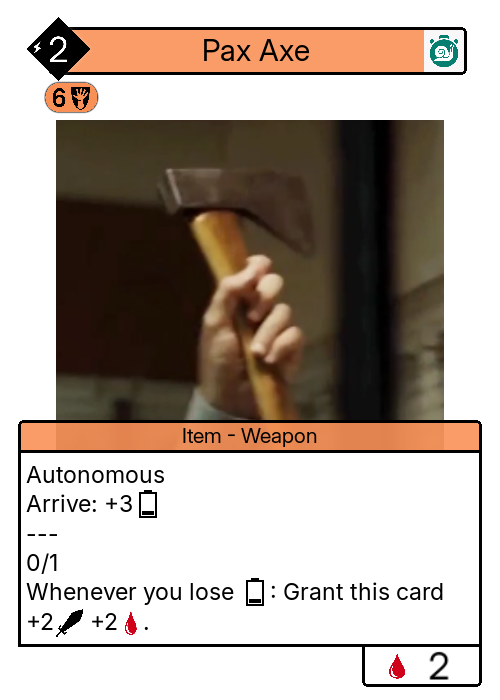 2
Pax Axe
6
Item - Weapon
Autonomous
Arrive: +3
---
0/1
Whenever you lose : Grant this card
+2 +2 .
2